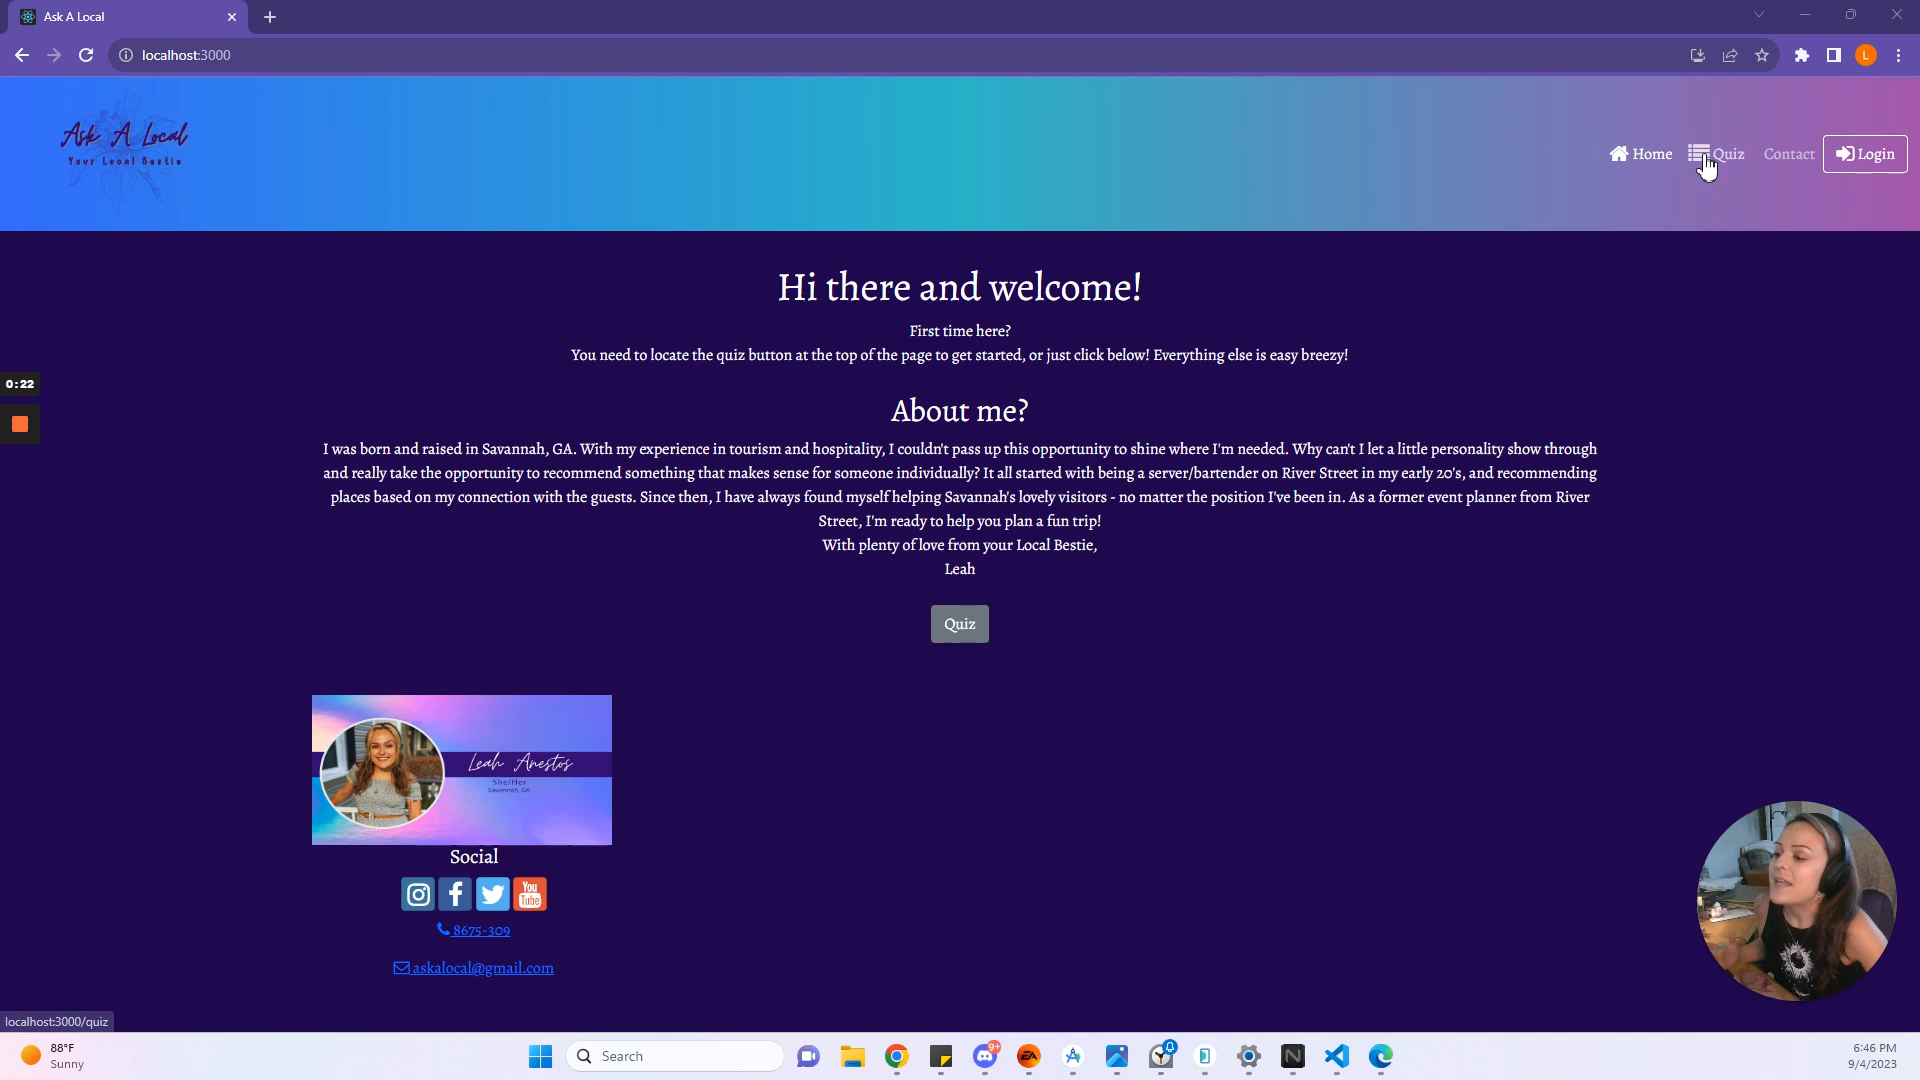 Ask A Local
localhost:3000
L
Ask A Local
Your Local Bestie
Home
Quiz
Contact
Login
Hi there and welcome!
First time here?
You need to locate the quiz button at the top of the page to get started, or just click below! Everything else is easy breezy!
0:22
About me?
I was born and raised in Savannah, GA. With my experience in tourism and hospitality, I couldn't pass up this opportunity to shine where I'm needed. Why can't I let a little personality show through
and really take the opportunity to recommend something that makes sense for someone individually? It all started with being a server/bartender on River Street in my early 20's, and recommending
places based on my connection with the guests. Since then, I have always found myself helping Savannah's lovely visitors - no matter the position I've been in. As a former event planner from River
Street, I'm ready to help you plan a fun trip!
With plenty of love from your Local Bestie,
Leah
Quiz
Leah Anestos
She/Her
Savannah, GA
Social
You
Tube
8675-309
askalocal@gmail.com
localhost:3000/quiz
88°F
Sunny
Search
9+
EA
N
6:46 PM
9/4/2023